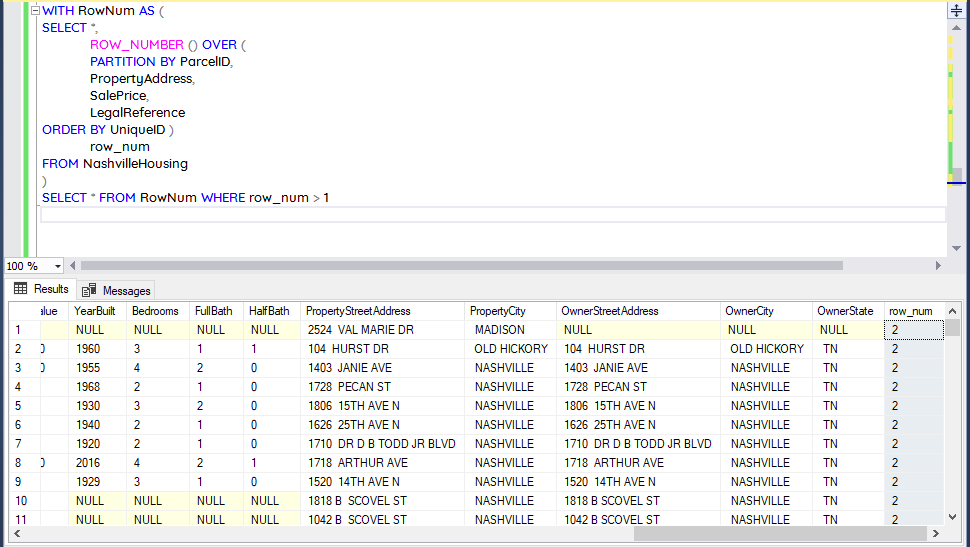 WITH RowNum AS (
SELECT *,
ROW_NUMBER () OVER (
PARTITION BY ParcelID,
PropertyAddress,
SalePrice,
LegalReference
ORDER BY UniqueID )
row_num
FROM NashvilleHousing
)
SELECT * FROM RowNum WHERE row_num > 1
100 %
Results Messages
alue YearBuilt Bedrooms FullBath HalfBath PropertyStreetAddress PropertyCity OwnerStreetAddress OwnerCity OwnerState row_num
1 NULL NULL NULL NULL 2524 VAL MARIE DR MADISON NULL NULL NULL 2
2 0 1960 3 1 1 104 HURST DR OLD HICKORY 104 HURST DR OLD HICKORY TN 2
3 0 1955 4 2 0 1403 JANIE AVE NASHVILLE 1403 JANIE AVE NASHVILLE TN 2
4 1968 2 1 0 1728 PECAN ST NASHVILLE 1728 PECAN ST NASHVILLE TN 2
5 1930 3 2 0 1806 15TH AVE N NASHVILLE 1806 15TH AVE N NASHVILLE TN 2
6 1940 2 1 0 1626 25TH AVE N NASHVILLE 1626 25TH AVE N NASHVILLE TN 2
7 1920 2 1 0 1710 DR D B TODD JR BLVD NASHVILLE 1710 DR D B TODD JR BLVD NASHVILLE TN 2
8 0 2016 4 2 1 1718 ARTHUR AVE NASHVILLE 1718 ARTHUR AVE NASHVILLE TN 2
9 1929 3 1 0 1520 14TH AVE N NASHVILLE 1520 14TH AVE N NASHVILLE TN 2
10 NULL NULL NULL NULL 1818 B SCOVEL ST NASHVILLE 1818 B SCOVEL ST NASHVILLE TN 2
11 NULL NULL NULL NULL 1042 B SCOVEL ST NASHVILLE 1042 B SCOVEL ST NASHVILLE TN 2